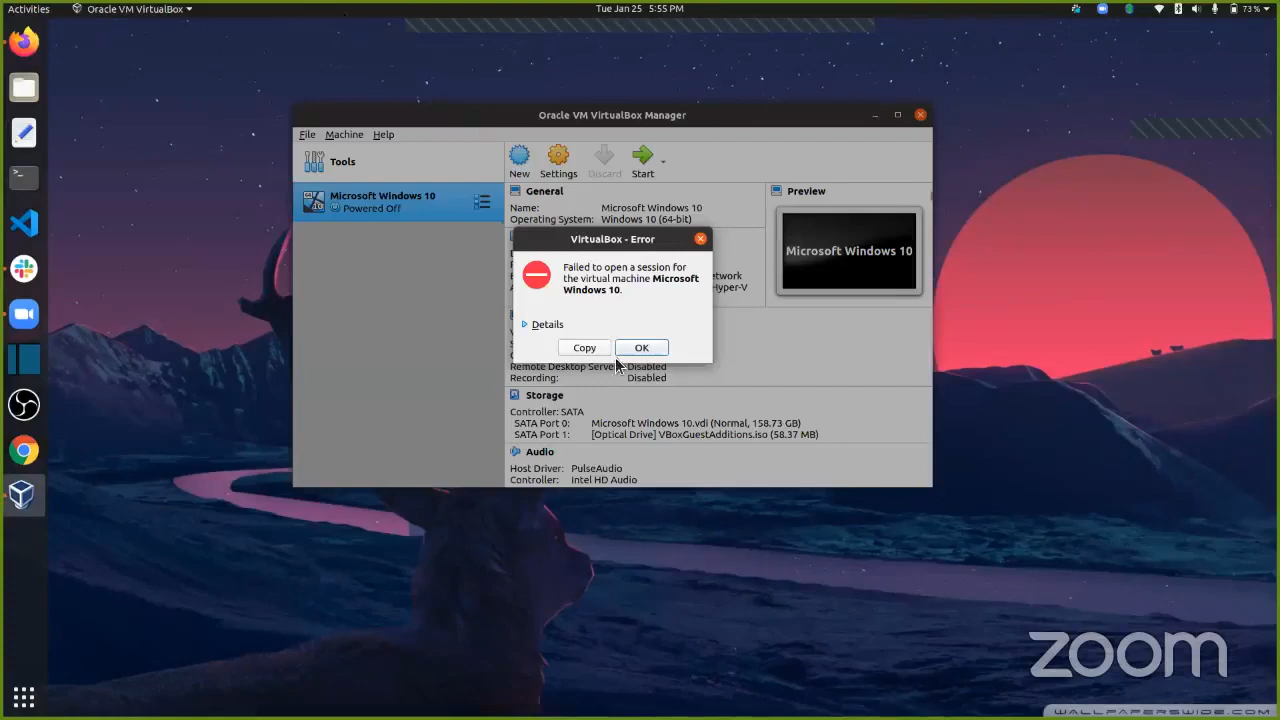 Activities
Oracle VM VirtualBox
Tue Jan 25 5:55 PM
73 %
Oracle VM VirtualBox Manager
File Machine Help
Tools
New Settings Discard Start
Microsoft Windows 10
Powered Off
General
Name: Microsoft Windows 10
Operating System: Windows 10 (64-bit)
Preview
Microsoft Windows 10
VirtualBox - Error
Failed to open a session for
the virtual machine Microsoft
Windows 10.
Details
Copy OK
Remote Desktop Server Disabled
Recording: Disabled
Storage
Controller: SATA
SATA Port 0: Microsoft Windows 10.vdi (Normal, 158.73 GB)
SATA Port 1: [Optical Drive] VBoxGuestAdditions.iso (58.37 MB)
Audio
Host Driver: PulseAudio
Controller: Intel HD Audio
zoom
WALLPAPERSWIDE.COM